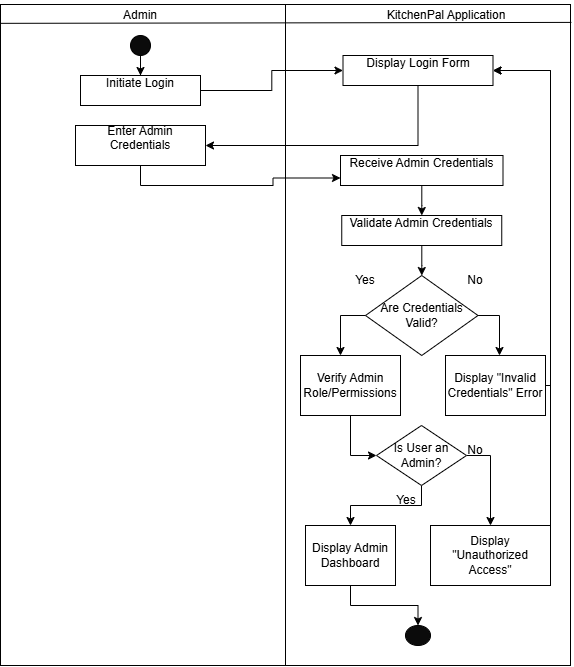 Admin
KitchenPal Application
Display Login Form
Initiate Login
Enter Admin
Credentials
Receive Admin Credentials
Validate Admin Credentials
Yes
No
Are Credentials
Valid?
Verify Admin
Role/Permissions
Display "Invalid
Credentials" Error
Is User an
Admin?
No
Yes
Display Admin
Dashboard
Display
"Unauthorized
Access"